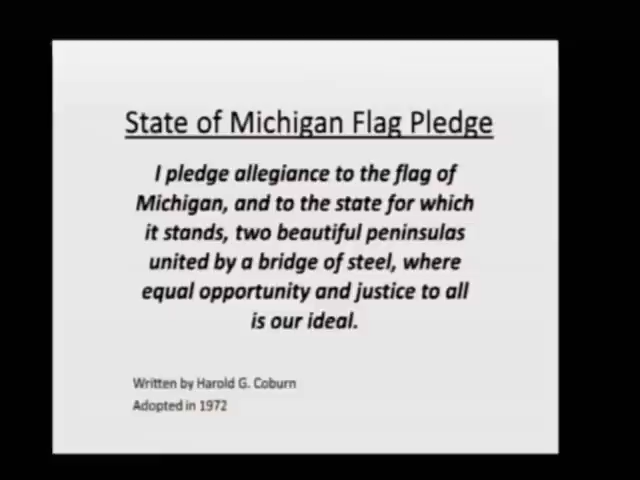 State of Michigan Flag Pledge
I pledge allegiance to the flag of
Michigan, and to the state for which
it stands, two beautiful peninsulas
united by a bridge of steel, where
equal opportunity and justice to all
is our ideal.
Written by Harold G. Coburn
Adopted in 1972